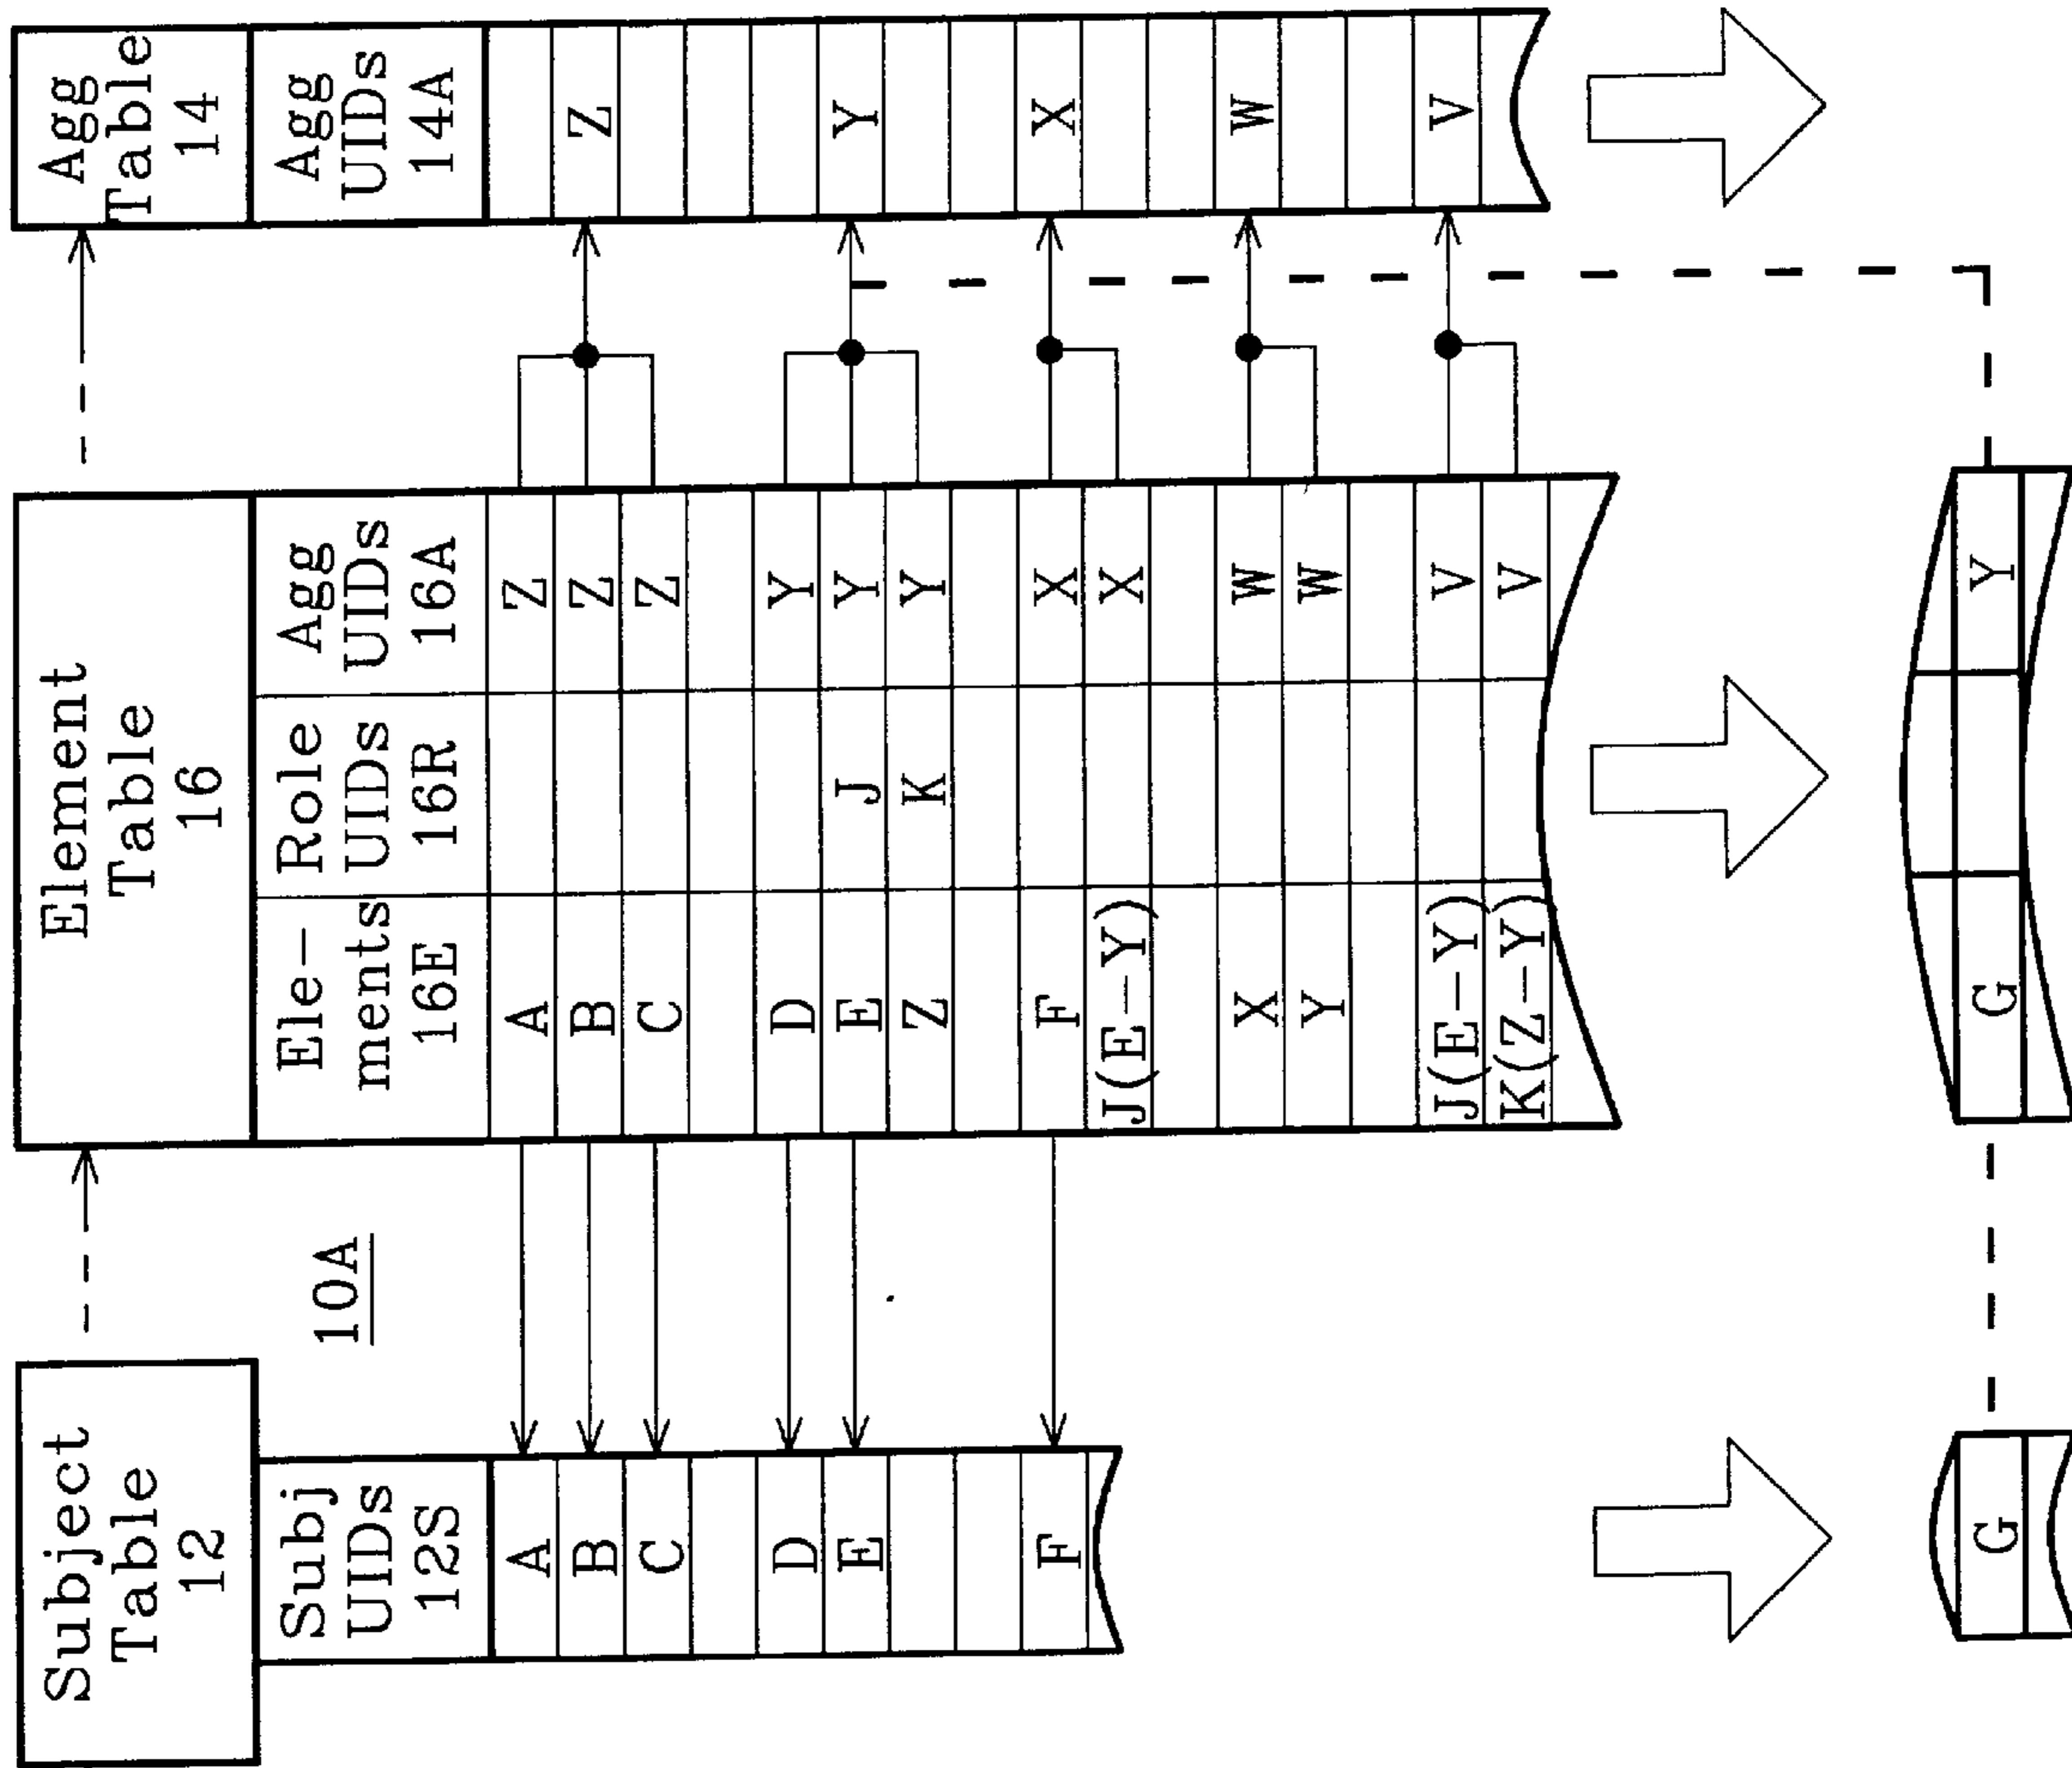 Subject
Table
12
Subj
UIDs
12S
A
B
C
D
E
F
G
10A
Element
Table
16
Ele-
ments
16E
Role
UIDs
16R
Agg
UIDs
16A
A Z
B Z
C Z
D Y
E J Y
Z K Y
F X
J(E-Y) X
X W
Y W
J(E-Y) V
K(Z-Y) V
G Y
Agg
Table
14
Agg
UIDs
14A
Z
Y
X
W
V